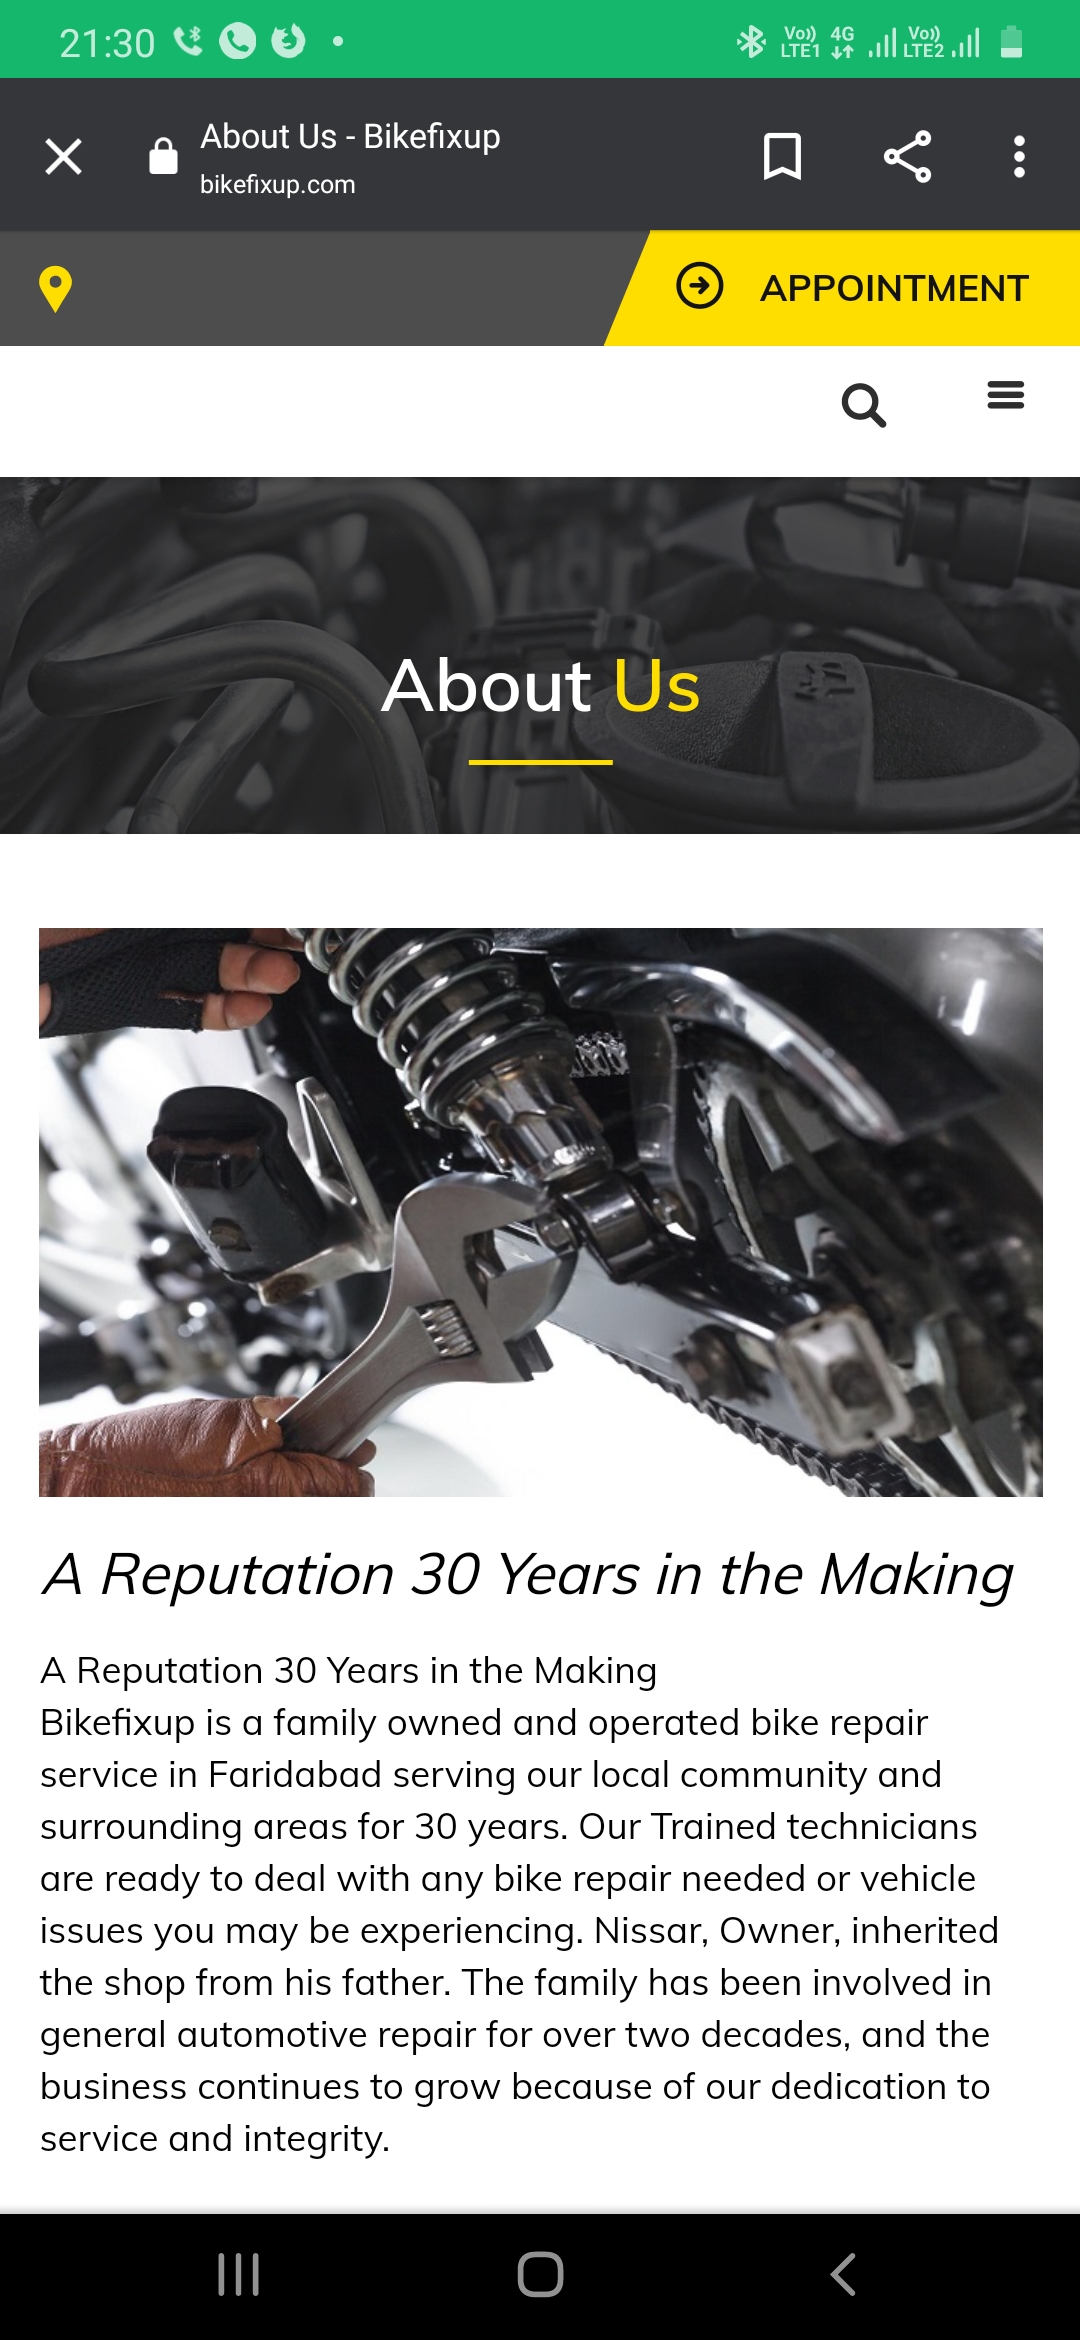 21:30
Vo)) LTE1 4G Vo)) LTE2
About Us - Bikefixup
bikefixup.com
APPOINTMENT
About Us
A Reputation 30 Years in the Making
A Reputation 30 Years in the Making
Bikefixup is a family owned and operated bike repair
service in Faridabad serving our local community and
surrounding areas for 30 years. Our Trained technicians
are ready to deal with any bike repair needed or vehicle
issues you may be experiencing. Nissar, Owner, inherited
the shop from his father. The family has been involved in
general automotive repair for over two decades, and the
business continues to grow because of our dedication to
service and integrity.